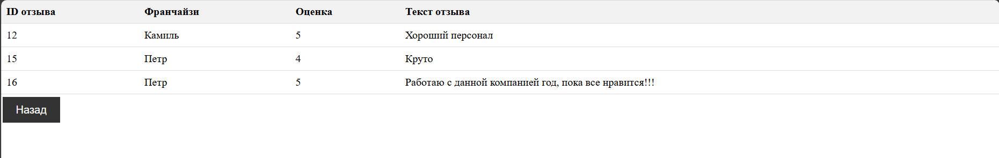 ID отзыва Франчайзи Оценка Текст отзыва
12 Камиль 5 Хороший персонал
15 Петр 4 Круто
16 Петр 5 Работаю с данной компанией год, пока все нравится!!!
Назад